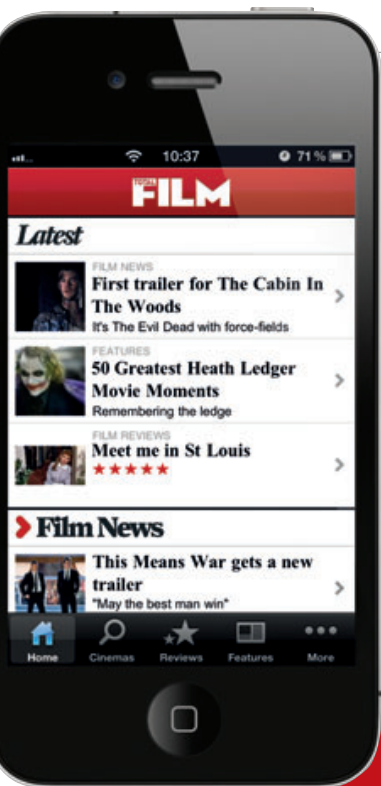 10:37
71%
TOTAL
FILM
Latest
FILM NEWS
First trailer for The Cabin In
The Woods
It's The Evil Dead with force-fields
FEATURES
50 Greatest Heath Ledger
Movie Moments
Remembering the ledge
FILM REVIEWS
Meet me in St Louis
★★★★★
Film News
This Means War gets a new
trailer
"May the best man win"
Home Cinemas Reviews Features More